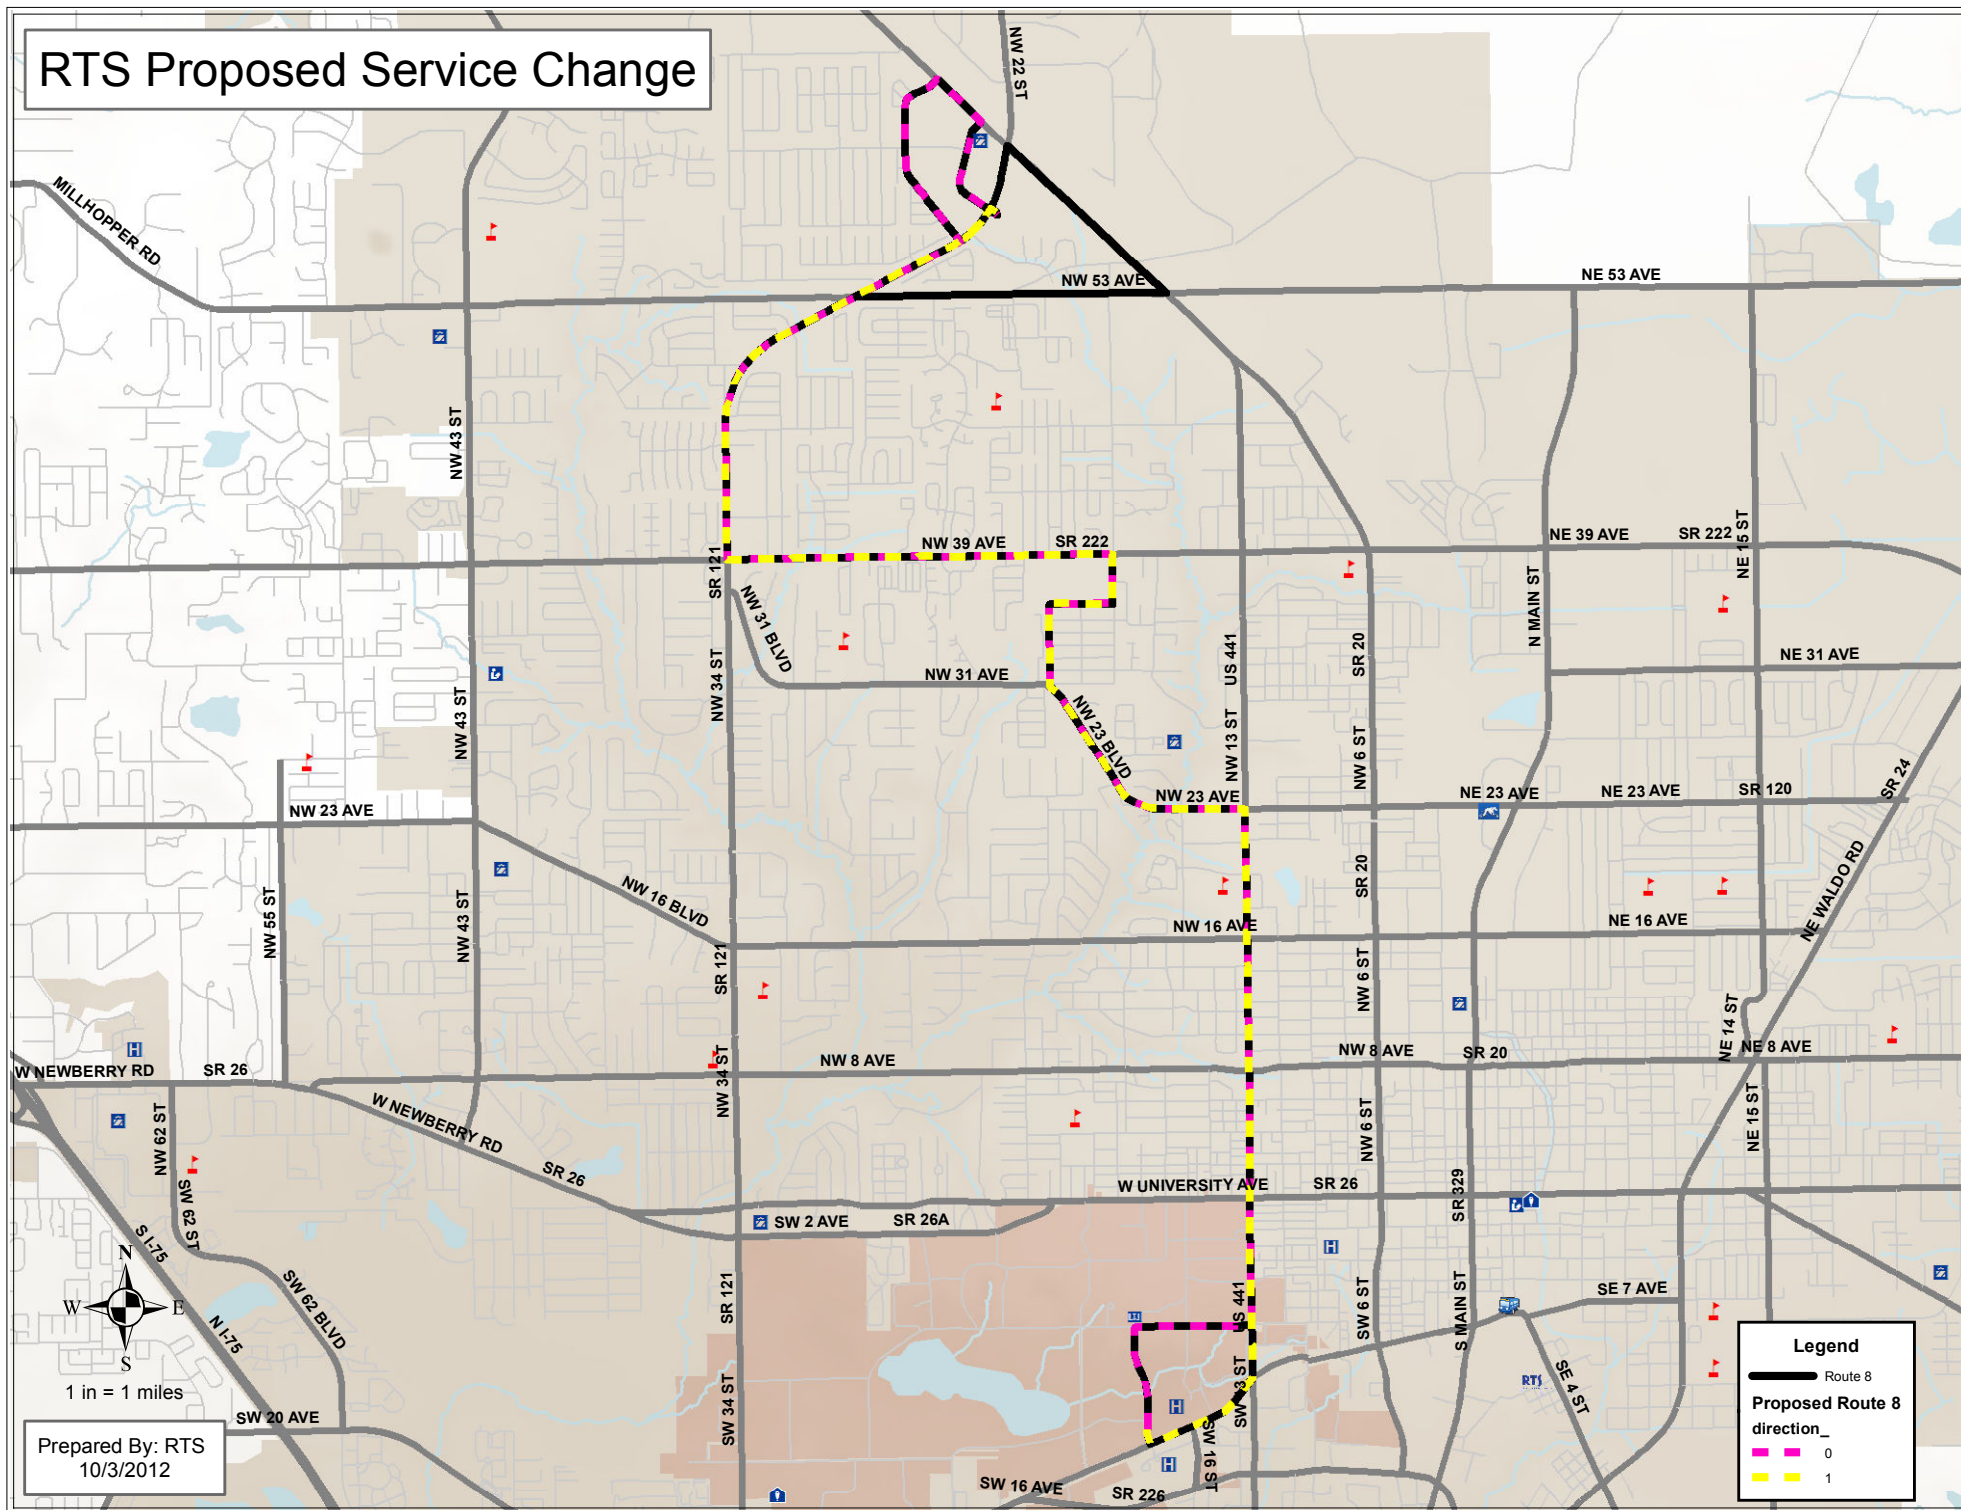 RTS Proposed Service Change
NW 22 ST
MILLHOPPER RD
NW 53 AVE
NE 53 AVE
NW 43 ST
NW 39 AVE
SR 222
NE 39 AVE
SR 222
NE 15 ST
SR 121
NW 31 BLVD
N MAIN ST
NW 34 ST
NW 31 AVE
US 441
SR 20
NE 31 AVE
NW 43 ST
NW 23 BLVD
NW 13 ST
NW 6 ST
SR 24
NW 23 AVE
NW 23 AVE
NE 23 AVE
NE 23 AVE
SR 120
NW 55 ST
NW 43 ST
NW 16 BLVD
SR 20
NE WALDO RD
NW 16 AVE
NE 16 AVE
SR 121
NW 6 ST
NE 14 ST
W NEWBERRY RD
SR 26
NW 34 ST
NW 8 AVE
NW 8 AVE
SR 20
NE 8 AVE
NW 62 ST
W NEWBERRY RD
SR 26
NW 6 ST
NE 15 ST
SW 62 ST
W UNIVERSITY AVE
SR 26
SR 329
SW 2 AVE
SR 26A
S I-75
N
W
E
S
SW 62 BLVD
N I-75
SR 121
US 441
SW 6 ST
S MAIN ST
SE 7 AVE
1 in = 1 miles
SW 34 ST
SW 13 ST
RTS
SE 4 ST
SW 20 AVE
SW 16 ST
SW 16 AVE
SR 226
H
H
H
H
Prepared By: RTS
10/3/2012
Legend
Route 8
Proposed Route 8
direction_
0
1